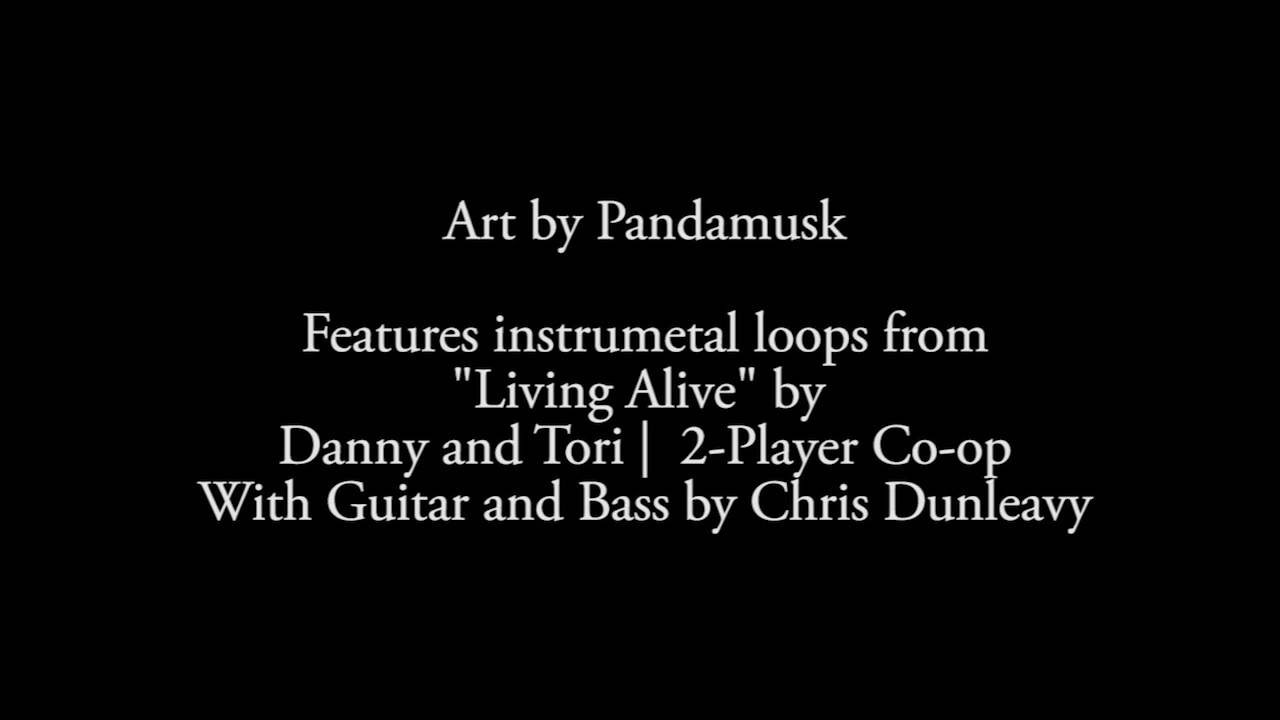 Art by Pandamusk
Features instrumetal loops from
"Living Alive" by
Danny and Tori |  2-Player Co-op
With Guitar and Bass by Chris Dunleavy